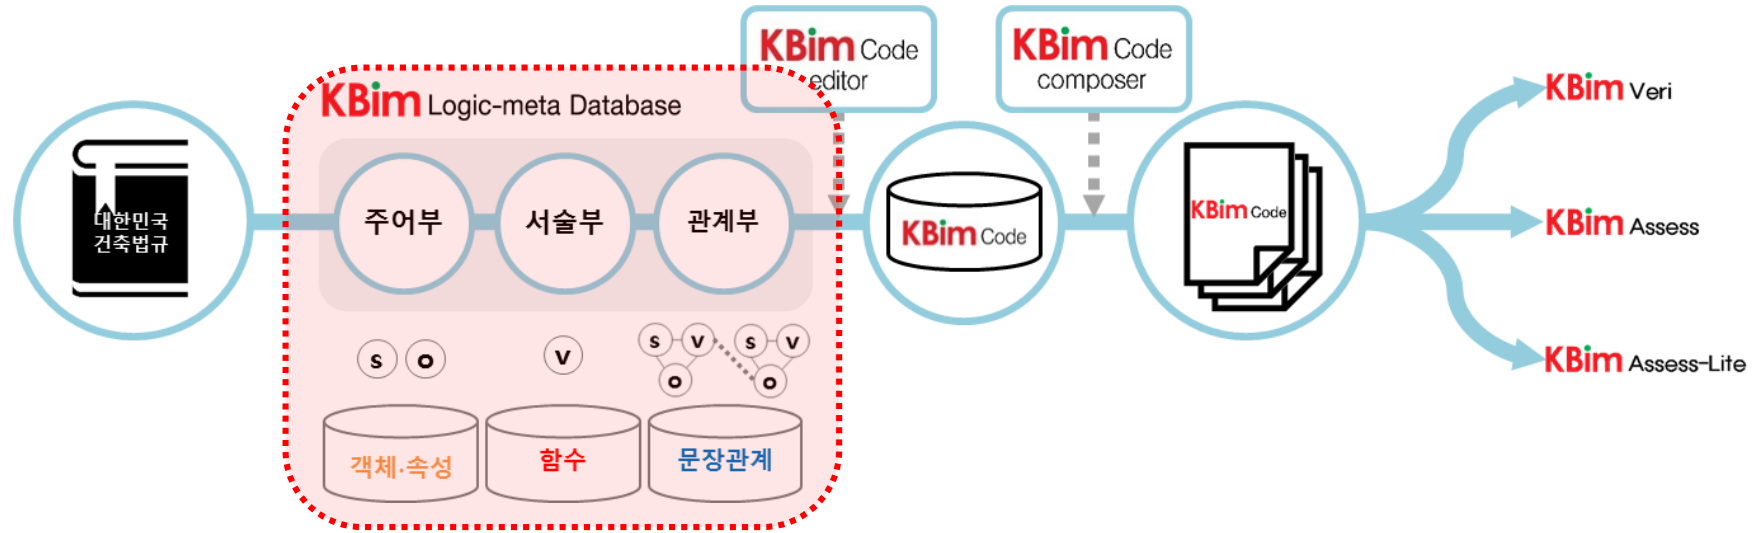 대한민국
건축법규
KBim Logic-meta Database
주어부
서술부
관계부
S
O
V
S
V
O
S
V
O
객체·속성
함수
문장관계
KBim Code
editor
KBim Code
KBim Code
composer
KBim Code
KBim Veri
KBim Assess
KBim Assess-Lite